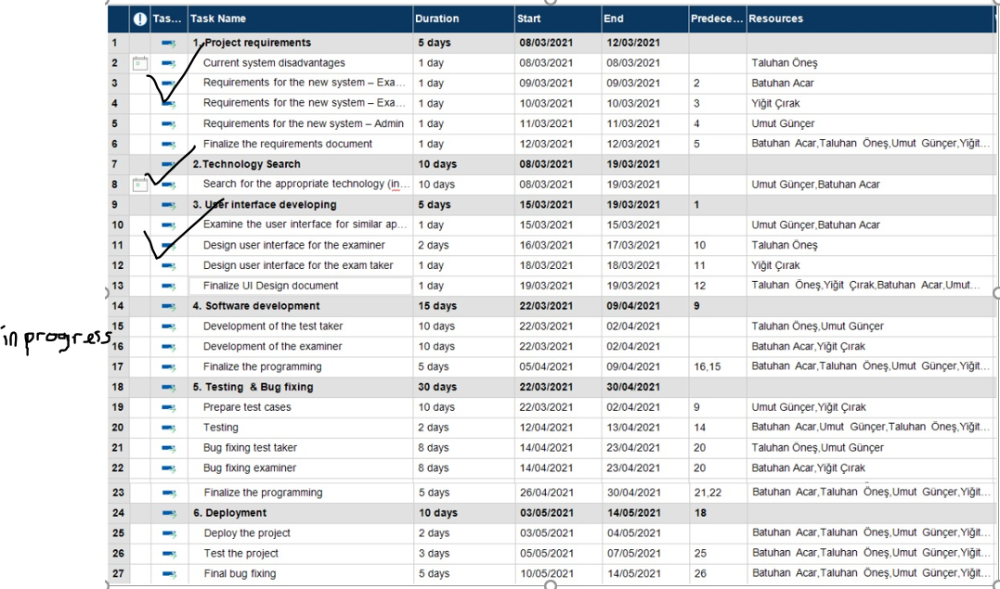 Tas... Task Name Duration Start End Predece... Resources
1 1. Project requirements 5 days 08/03/2021 12/03/2021
2 Current system disadvantages 1 day 08/03/2021 08/03/2021 Taluhan Öneş
3 Requirements for the new system – Exa... 1 day 09/03/2021 09/03/2021 2 Batuhan Acar
4 Requirements for the new system – Exa... 1 day 10/03/2021 10/03/2021 3 Yiğit Çırak
5 Requirements for the new system – Admin 1 day 11/03/2021 11/03/2021 4 Umut Günçer
6 Finalize the requirements document 1 day 12/03/2021 12/03/2021 5 Batuhan Acar,Taluhan Öneş,Umut Günçer,Yiğit...
7 2.Technology Search 10 days 08/03/2021 19/03/2021
8 Search for the appropriate technology (in... 10 days 08/03/2021 19/03/2021 Umut Günçer,Batuhan Acar
9 3. User interface developing 5 days 15/03/2021 19/03/2021 1
10 Examine the user interface for similar ap... 1 day 15/03/2021 15/03/2021 Umut Günçer,Batuhan Acar
11 Design user interface for the examiner 2 days 16/03/2021 17/03/2021 10 Taluhan Öneş
12 Design user interface for the exam taker 1 day 18/03/2021 18/03/2021 11 Yiğit Çırak
13 Finalize UI Design document 1 day 19/03/2021 19/03/2021 12 Taluhan Öneş,Yiğit Çırak,Batuhan Acar,Umut...
14 4. Software development 15 days 22/03/2021 09/04/2021 9
15 Development of the test taker 10 days 22/03/2021 02/04/2021 Taluhan Öneş,Umut Günçer
in progress
16 Development of the examiner 10 days 22/03/2021 02/04/2021 Batuhan Acar,Yiğit Çırak
17 Finalize the programming 5 days 05/04/2021 09/04/2021 16,15 Batuhan Acar,Taluhan Öneş,Umut Günçer,Yiğit...
18 5. Testing & Bug fixing 30 days 22/03/2021 30/04/2021
19 Prepare test cases 10 days 22/03/2021 02/04/2021 9 Umut Günçer,Yiğit Çırak
20 Testing 2 days 12/04/2021 13/04/2021 14 Batuhan Acar,Umut Günçer,Taluhan Öneş,Yiğit...
21 Bug fixing test taker 8 days 14/04/2021 23/04/2021 20 Taluhan Öneş,Umut Günçer
22 Bug fixing examiner 8 days 14/04/2021 23/04/2021 20 Batuhan Acar,Yiğit Çırak
23 Finalize the programming 5 days 26/04/2021 30/04/2021 21,22 Batuhan Acar,Taluhan Öneş,Umut Günçer,Yiğit...
24 6. Deployment 10 days 03/05/2021 14/05/2021 18
25 Deploy the project 2 days 03/05/2021 04/05/2021 Batuhan Acar,Taluhan Öneş,Umut Günçer,Yiğit...
26 Test the project 3 days 05/05/2021 07/05/2021 25 Batuhan Acar,Taluhan Öneş,Umut Günçer,Yiğit...
27 Final bug fixing 5 days 10/05/2021 14/05/2021 26 Batuhan Acar,Taluhan Öneş,Umut Günçer,Yiğit...